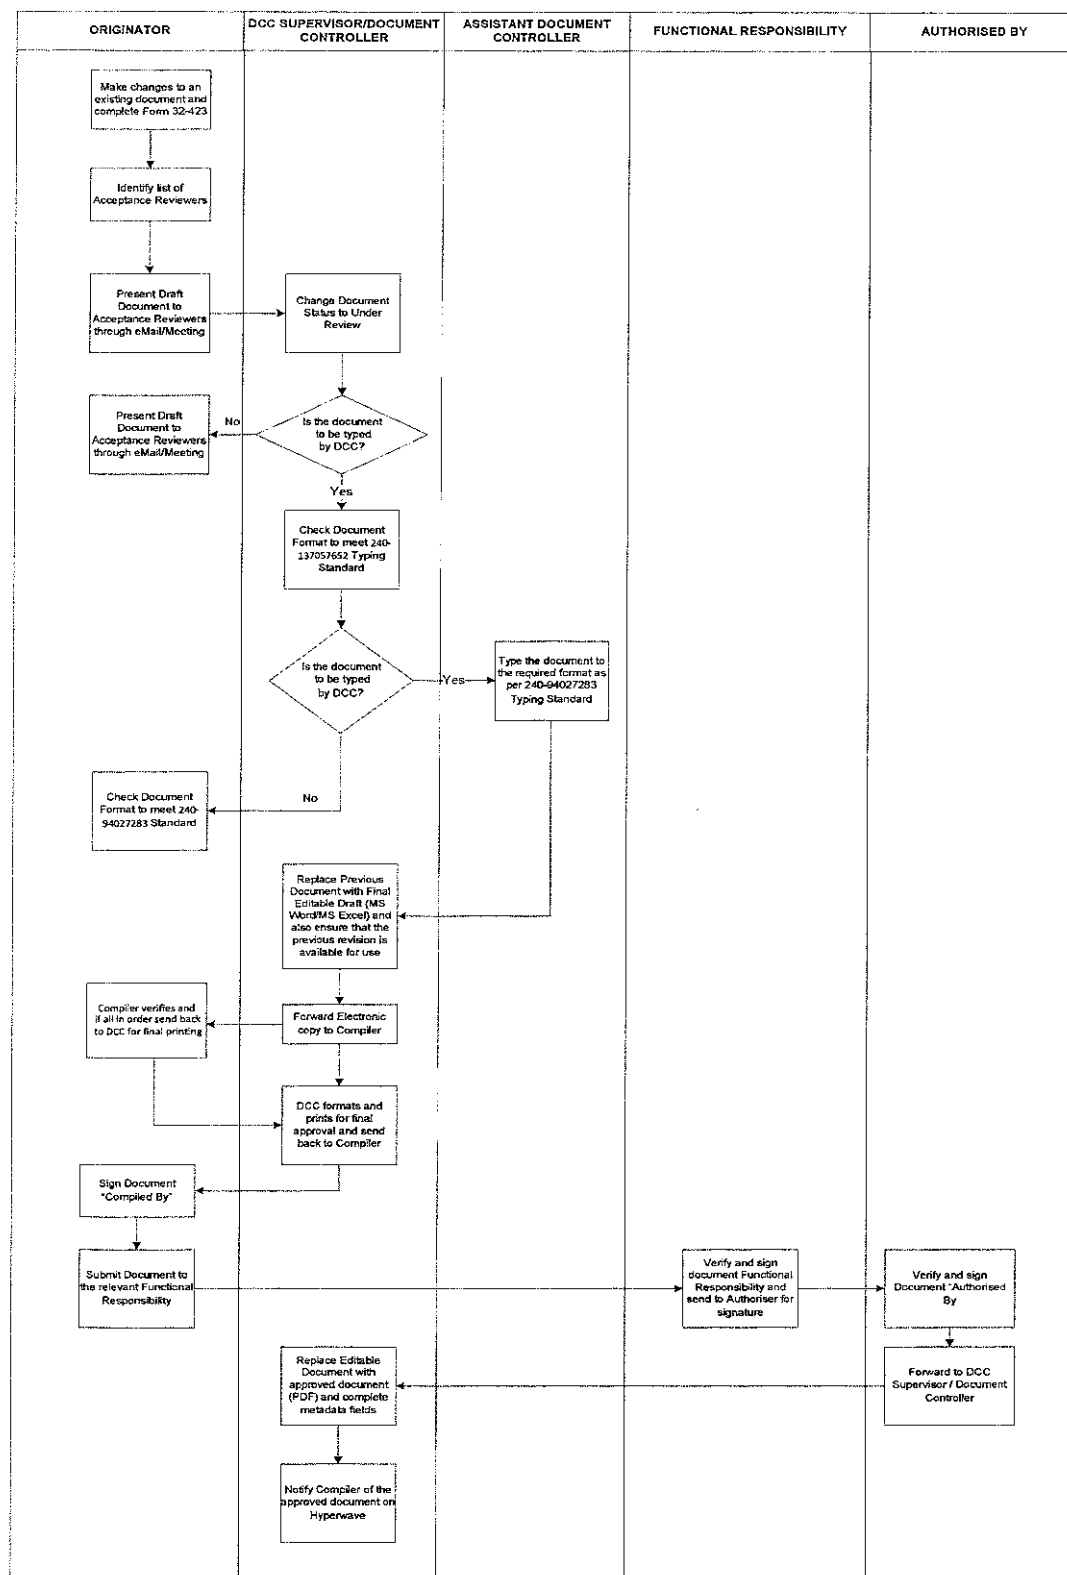 ORIGINATOR
DCC SUPERVISOR/DOCUMENT
CONTROLLER
ASSISTANT DOCUMENT
CONTROLLER
FUNCTIONAL RESPONSIBILITY
AUTHORISED BY
Make changes to an
existing document and
complete Form 32-423
Identify list of
Acceptance Reviewers
Present Draft
Document to
Acceptance Reviewers
through eMail/Meeting
Change Document
Status to Under
Review
Present Draft
Document to
Acceptance Reviewers
through eMail/Meeting
No
Is the document
to be typed
by DCC?
Yes
Check Document
Format to meet 240-
137057652 Typing
Standard
Is the document
to be typed
by DCC?
Yes
Type the document to
the required format as
per 240-94027283
Typing Standard
No
Check Document
Format to meet 240-
94027283 Standard
Replace Previous
Document with Final
Editable Draft (MS
Word/MS Excel) and
also ensure that the
previous revision is
available for use
Compiler verifies and
if all in order send back
to DCC for final printing
Forward Electronic
copy to Compiler
DCC formats and
prints for final
approval and send
back to Compiler
Sign Document
"Compiled By"
Submit Document to
the relevant Functional
Responsibility
Verify and sign
document Functional
Responsibility and
send to Authoriser for
signature
Verify and sign
Document "Authorised
By
Replace Editable
Document with
approved document
(PDF) and complete
metadata fields
Forward to DCC
Supervisor / Document
Controller
Notify Compiler of the
approved document on
Hyperwave